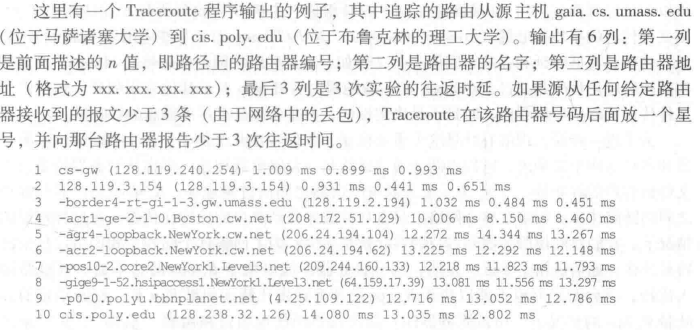 这里有一个 Traceroute 程序输出的例子，其中追踪的路由从源主机 gaia. cs. umass. edu
(位于马萨诸塞大学) 到 cis. poly. edu (位于布鲁克林的理工大学)。输出有 6 列：第一列
是前面描述的 n 值，即路径上的路由器编号；第二列是路由器的名字；第三列是路由器地
址 (格式为 xxx. xxx. xxx. xxx)；最后 3 列是 3 次实验的往返时延。如果源从任何给定路由
器接收到的报文少于 3 条 (由于网络中的丢包)，Traceroute 在该路由器号码后面放一个星
号，并向那台路由器报告少于 3 次往返时间。
1 cs-gw (128.119.240.254) 1.009 ms 0.899 ms 0.993 ms
2 128.119.3.154 (128.119.3.154) 0.931 ms 0.441 ms 0.651 ms
3 -border4-rt-gi-1-3.gw.umass.edu (128.119.2.194) 1.032 ms 0.484 ms 0.451 ms
4 -acr1-ge-2-1-0.Boston.cw.net (208.172.51.129) 10.006 ms 8.150 ms 8.460 ms
5 -agr4-loopback.NewYork.cw.net (206.24.194.104) 12.272 ms 14.344 ms 13.267 ms
6 -acr2-loopback.NewYork.cw.net (206.24.194.62) 13.225 ms 12.292 ms 12.148 ms
7 -pos10-2.core2.NewYork1.Level3.net (209.244.160.133) 12.218 ms 11.823 ms 11.793 ms
8 -gige9-1-52.hsipaccess1.NewYork1.Level3.net (64.159.17.39) 13.081 ms 11.556 ms 13.297 ms
9 -p0-0.polyu.bbnplanet.net (4.25.109.122) 12.716 ms 13.052 ms 12.786 ms
10 cis.poly.edu (128.238.32.126) 14.080 ms 13.035 ms 12.802 ms